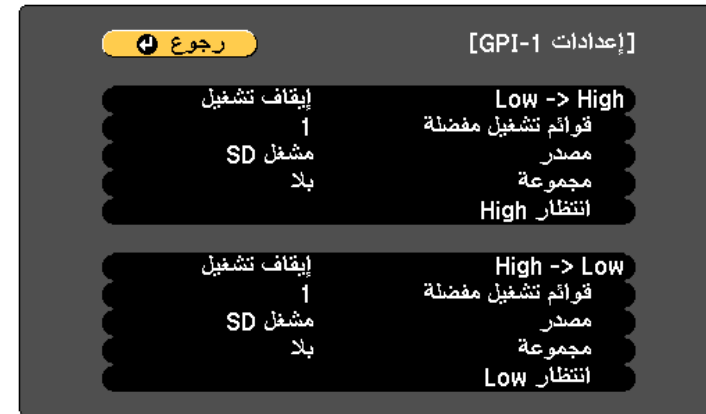 [إعدادات GPI-1] رجوع
Low -> High إيقاف تشغيل
قوائم تشغيل مفضلة 1
مصدر مشغل SD
مجموعة بلا
انتظار High
High -> Low إيقاف تشغيل
قوائم تشغيل مفضلة 1
مصدر مشغل SD
مجموعة بلا
انتظار Low